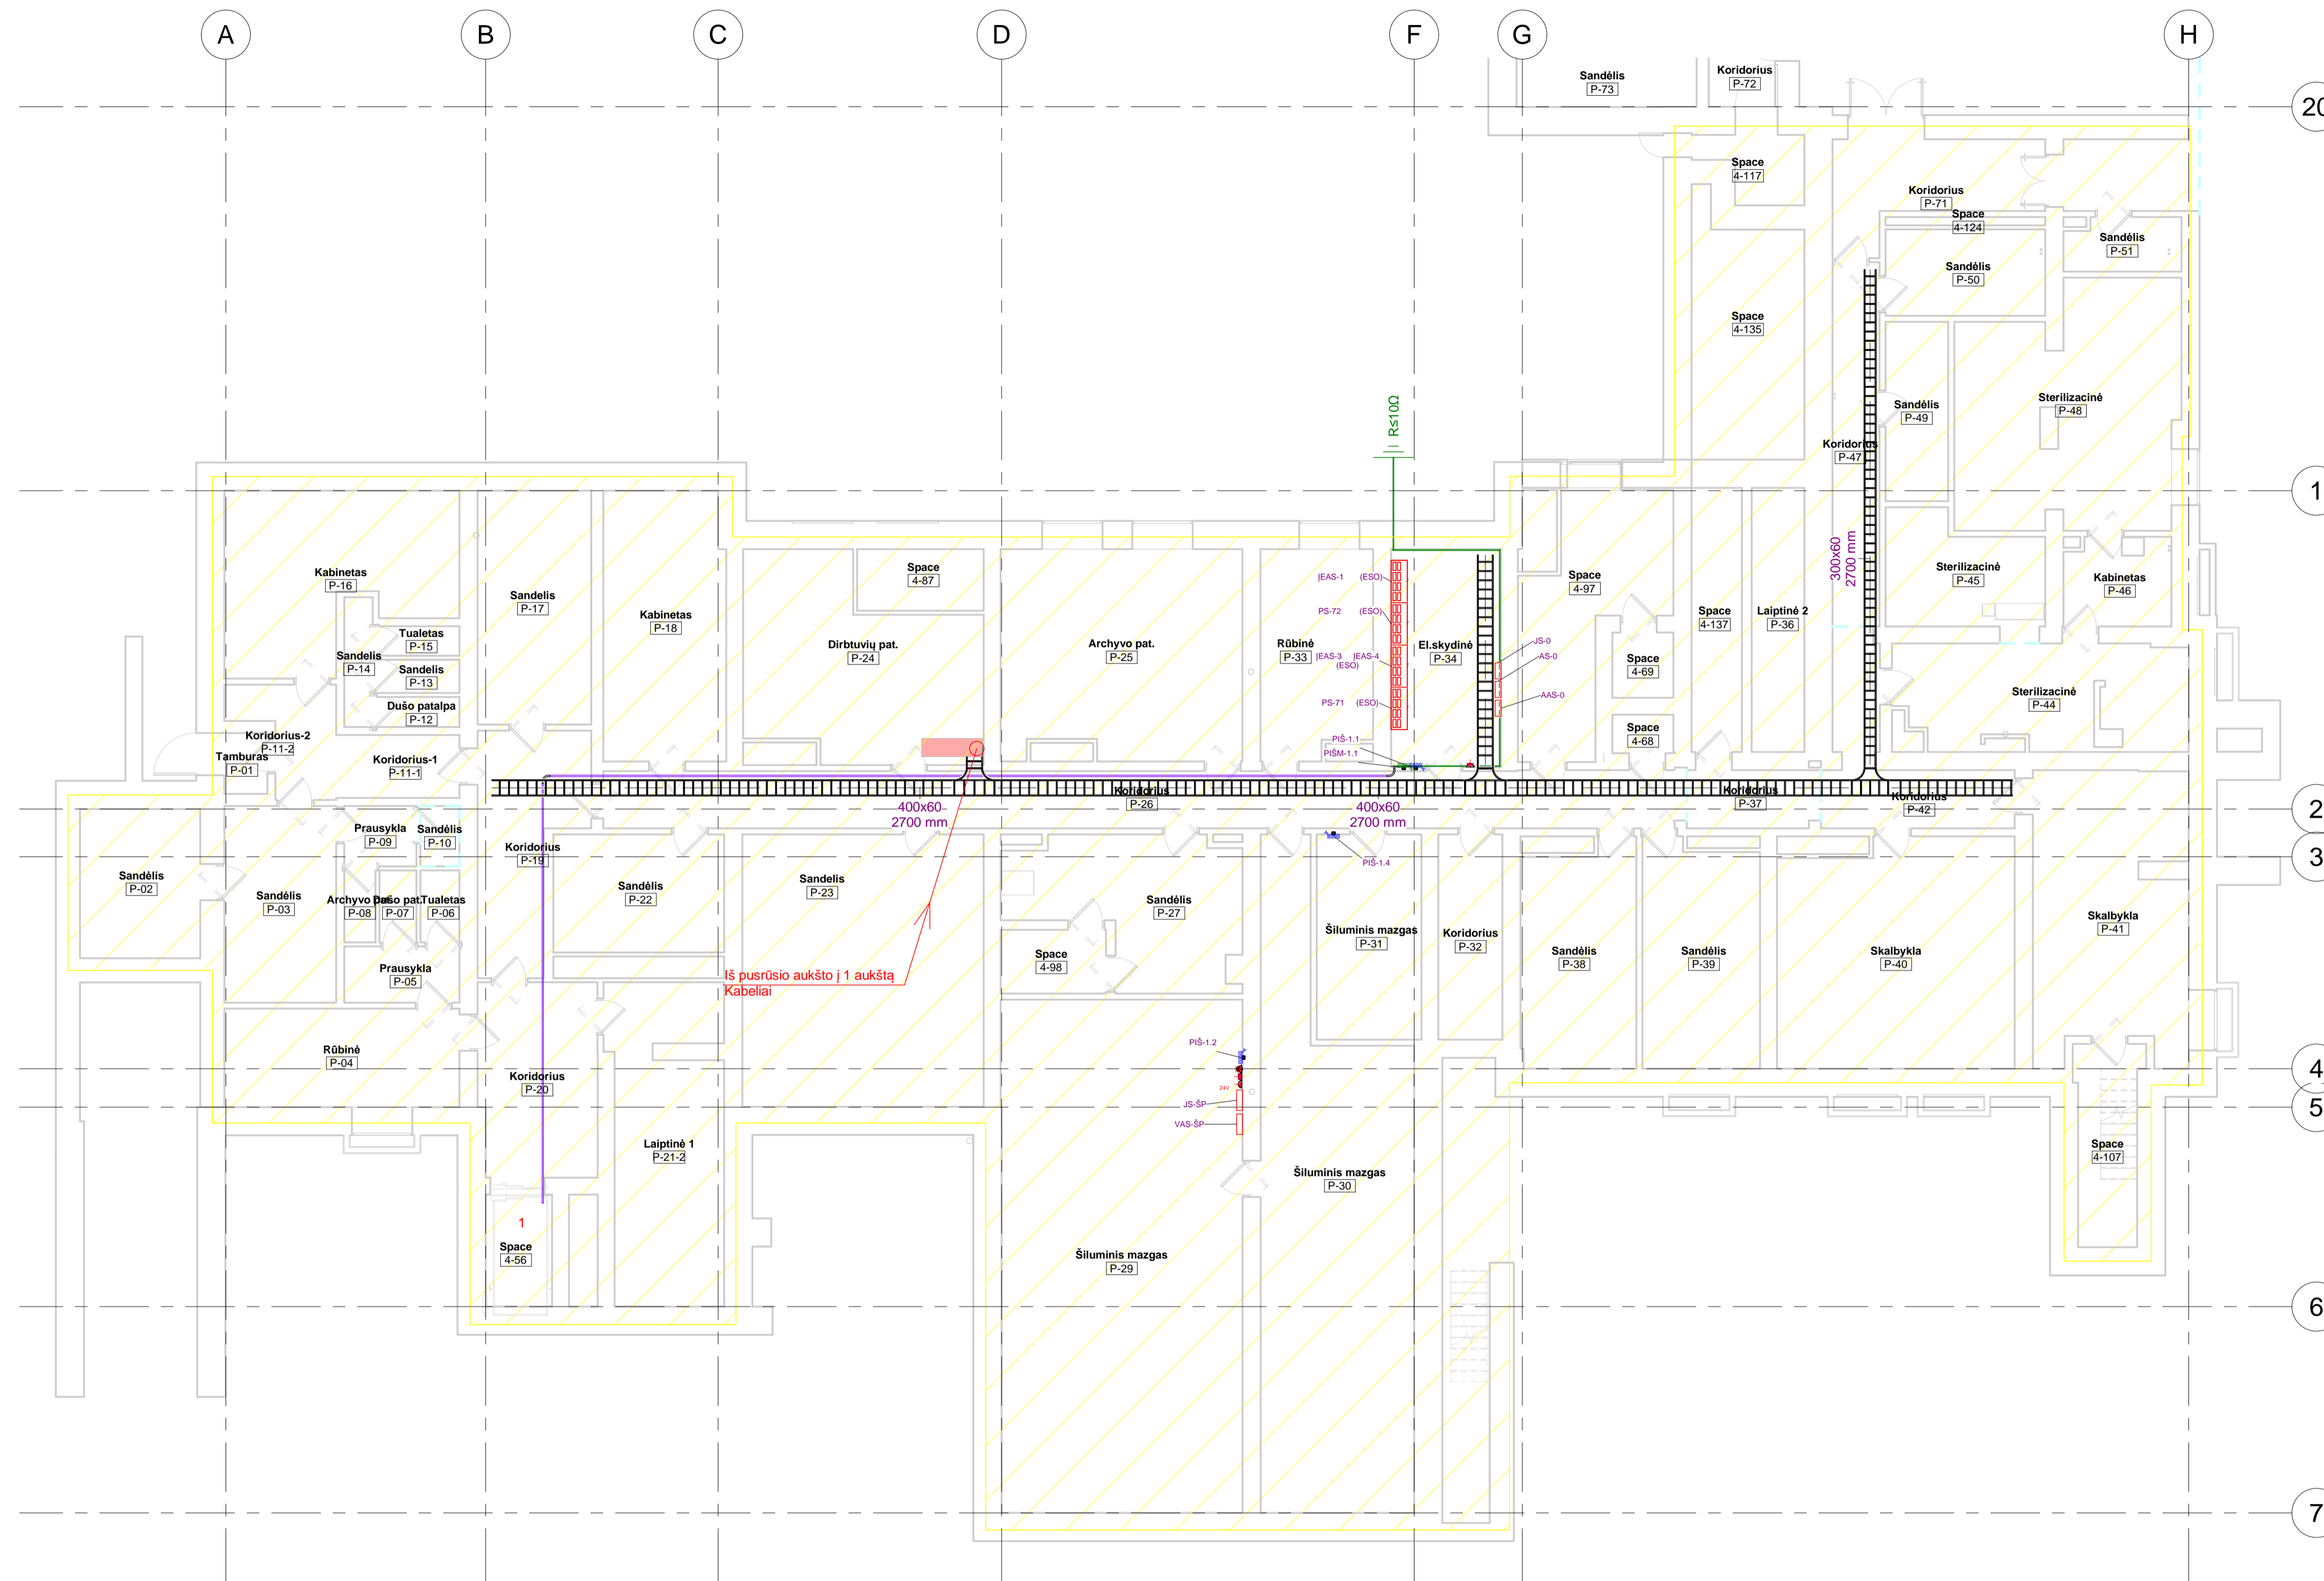 A
B
C
D
F
G
H
Sandėlis
P-73
Koridorius
P-72
20
Space
4-117
Koridorius
P-71
Space
4-124
Sandėlis
P-51
Sandėlis
P-50
Space
4-135
Sterilizacinė
P-48
Sandėlis
P-49
R≤10Ω
Koridorius
P-47
1
300x60
2700 mm
Kabinetas
P-16
Sandelis
P-17
Kabinetas
P-18
Space
4-87
Dirbtuvių pat.
P-24
Archyvo pat.
P-25
Rūbinė
P-33
ĮEAS-1 (ESO)
PS-72 (ESO)
ĮEAS-3 ĮEAS-4
(ESO)
PS-71 (ESO)
El.skydinė
P-34
JS-0
AS-0
AAS-0
PIŠ-1.1
PIŠM-1.1
Space
4-97
Space
4-69
Space
4-68
Space
4-137
Laiptinė 2
P-36
Sterilizacinė
P-45
Kabinetas
P-46
Sterilizacinė
P-44
Tualetas
P-15
Sandelis
P-14
Sandelis
P-13
Dušo patalpa
P-12
Koridorius-2
P-11-2
Tamburas
P-01
Koridorius-1
P-11-1
400x60
2700 mm
Koridorius
P-26
400x60
2700 mm
Koridorius
P-37
Koridorius
P-42
2
Prausykla
P-09
Sandėlis
P-10
Koridorius
P-19
3
PIŠ-1.4
Sandėlis
P-02
Sandėlis
P-03
Archyvo pat.
P-08
Dušo pat.
P-07
Tualetas
P-06
Sandėlis
P-22
Sandelis
P-23
Sandėlis
P-27
Space
4-98
Šiluminis mazgas
P-31
Koridorius
P-32
Sandėlis
P-38
Sandėlis
P-39
Skalbykla
P-40
Skalbykla
P-41
Prausykla
P-05
Iš pusrūsio aukšto į 1 aukštą
Kabeliai
Rūbinė
P-04
Koridorius
P-20
PIŠ-1.2
24V
JS-ŠP
VAS-ŠP
4
5
Laiptinė 1
P-21-2
Šiluminis mazgas
P-30
Space
4-107
1
Space
4-56
Šiluminis mazgas
P-29
6
7